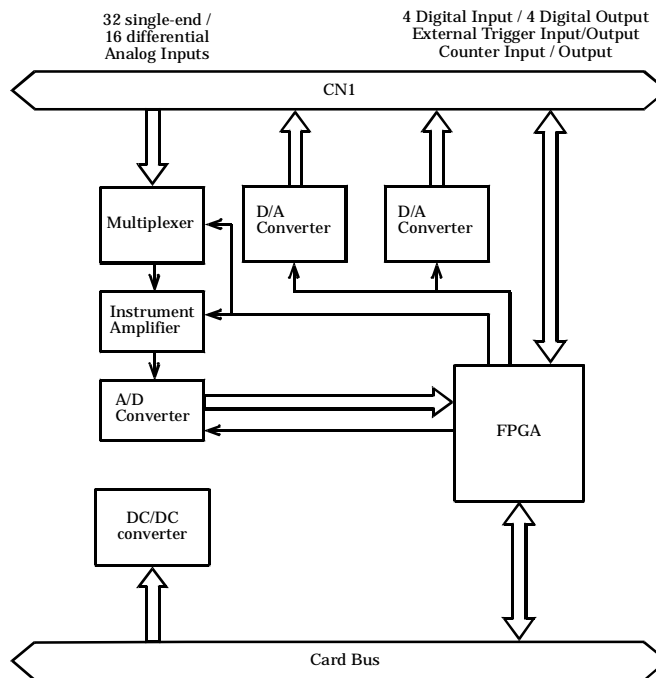 32 single-end /
16 differential
Analog Inputs
4 Digital Input / 4 Digital Output
External Trigger Input/Output
Counter Input / Output
CN1
Multiplexer
D/A
Converter
D/A
Converter
Instrument
Amplifier
A/D
Converter
FPGA
DC/DC
converter
Card Bus